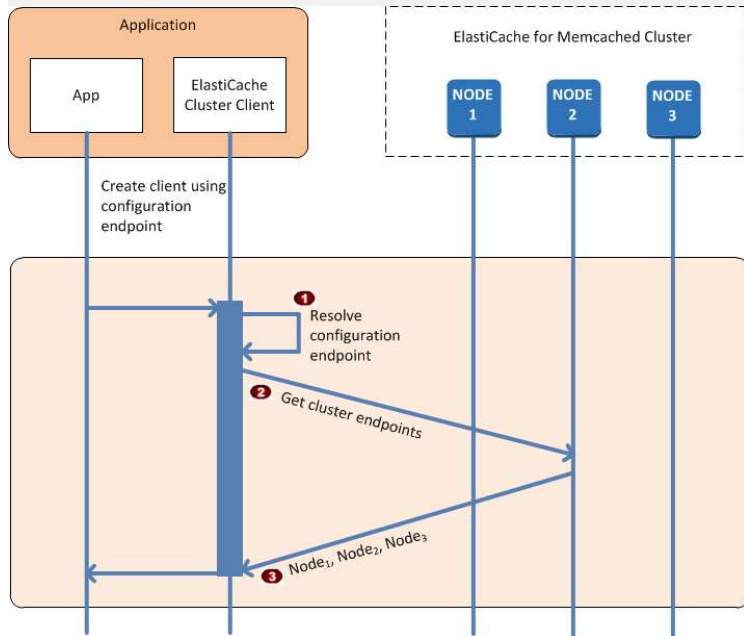 Application
ElastiCache for Memcached Cluster
App
ElastiCache
Cluster Client
NODE
1
NODE
2
NODE
3
Create client using
configuration
endpoint
1
Resolve
configuration
endpoint
2 Get cluster endpoints
3 Node₁, Node₂, Node₃